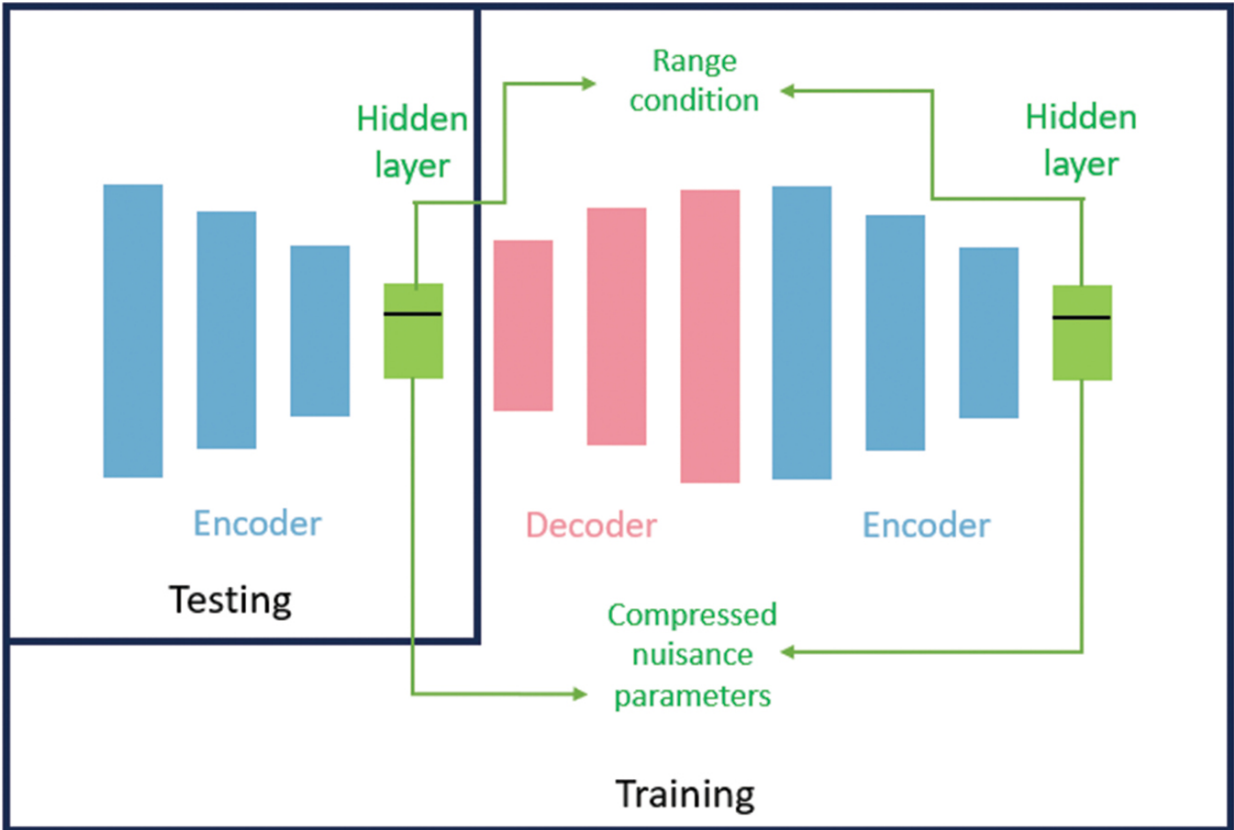 Range
condition
Hidden
layer
Hidden
layer
Encoder
Decoder
Encoder
Testing
Compressed
nuisance
parameters
Training